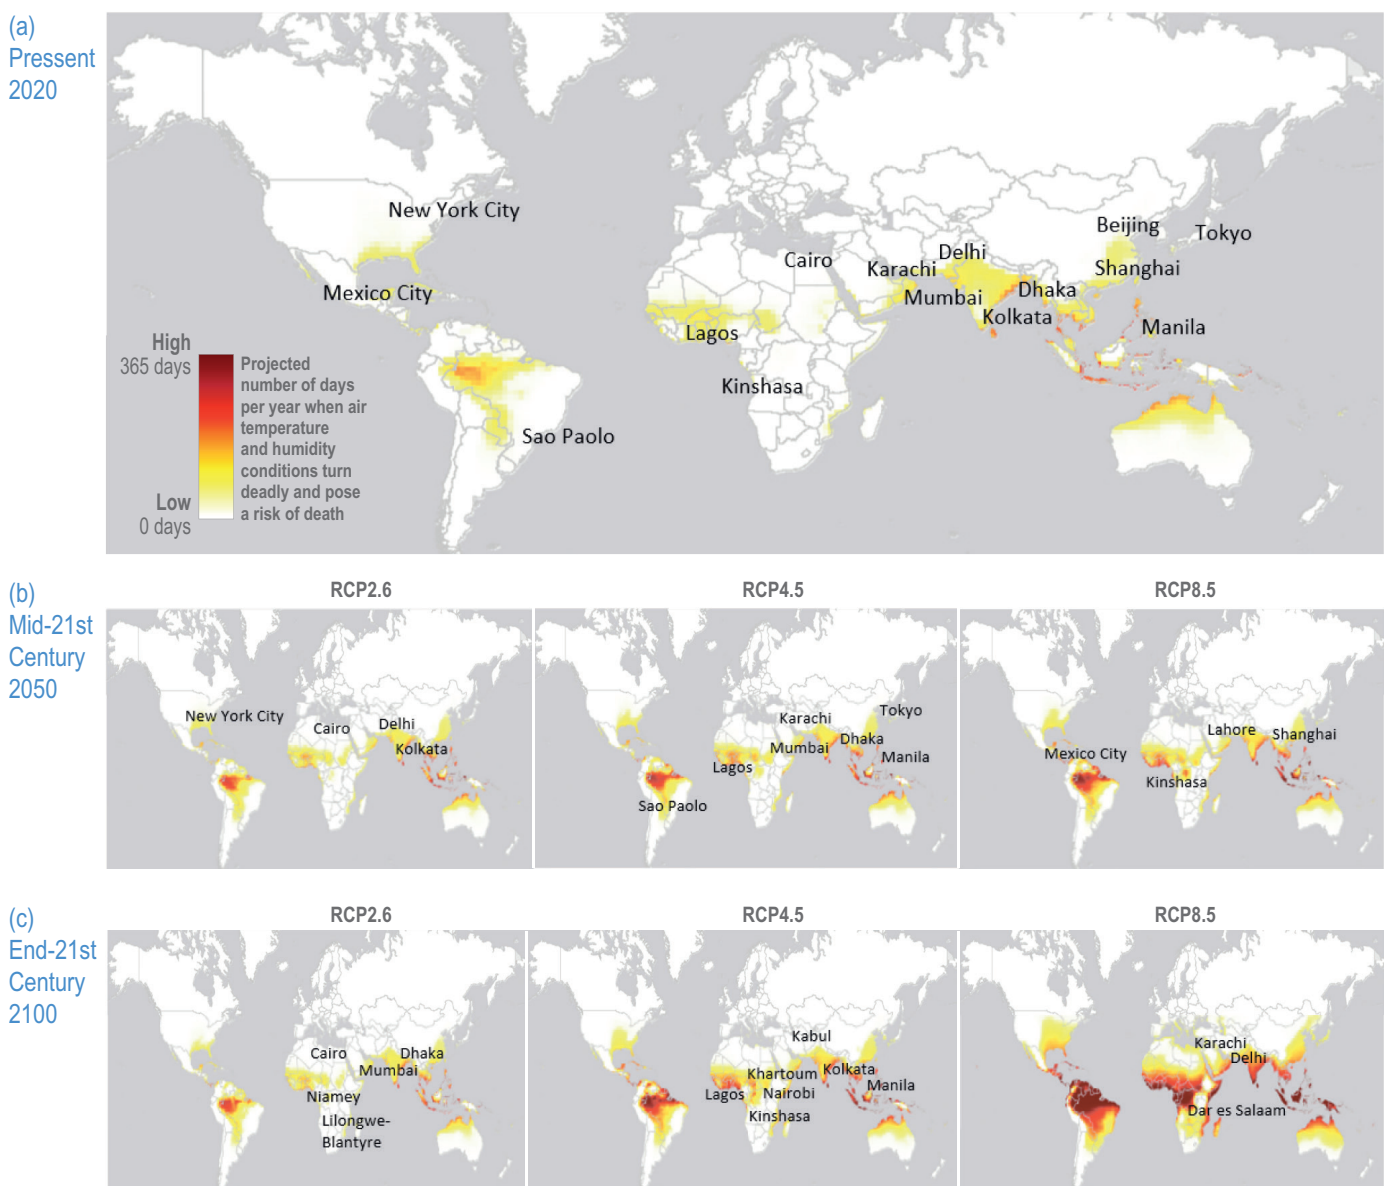 (a)
Pressent
2020
New York City
Mexico City
Sao Paolo
Cairo
Lagos
Kinshasa
Karachi
Delhi
Mumbai
Dhaka
Kolkata
Beijing
Tokyo
Shanghai
Manila
High
365 days
Low
0 days
Projected
number of days
per year when air
temperature
and humidity
conditions turn
deadly and pose
a risk of death
(b)
Mid-21st
Century
2050
RCP2.6
New York City
Cairo
Delhi
Kolkata
RCP4.5
Karachi
Tokyo
Mumbai
Dhaka
Manila
Lagos
Sao Paolo
RCP8.5
Mexico City
Lahore
Shanghai
Kinshasa
(c)
End-21st
Century
2100
RCP2.6
Cairo
Dhaka
Mumbai
Niamey
Lilongwe-
Blantyre
RCP4.5
Kabul
Khartoum
Kolkata
Lagos
Nairobi
Manila
Kinshasa
RCP8.5
Karachi
Delhi
Dar es Salaam